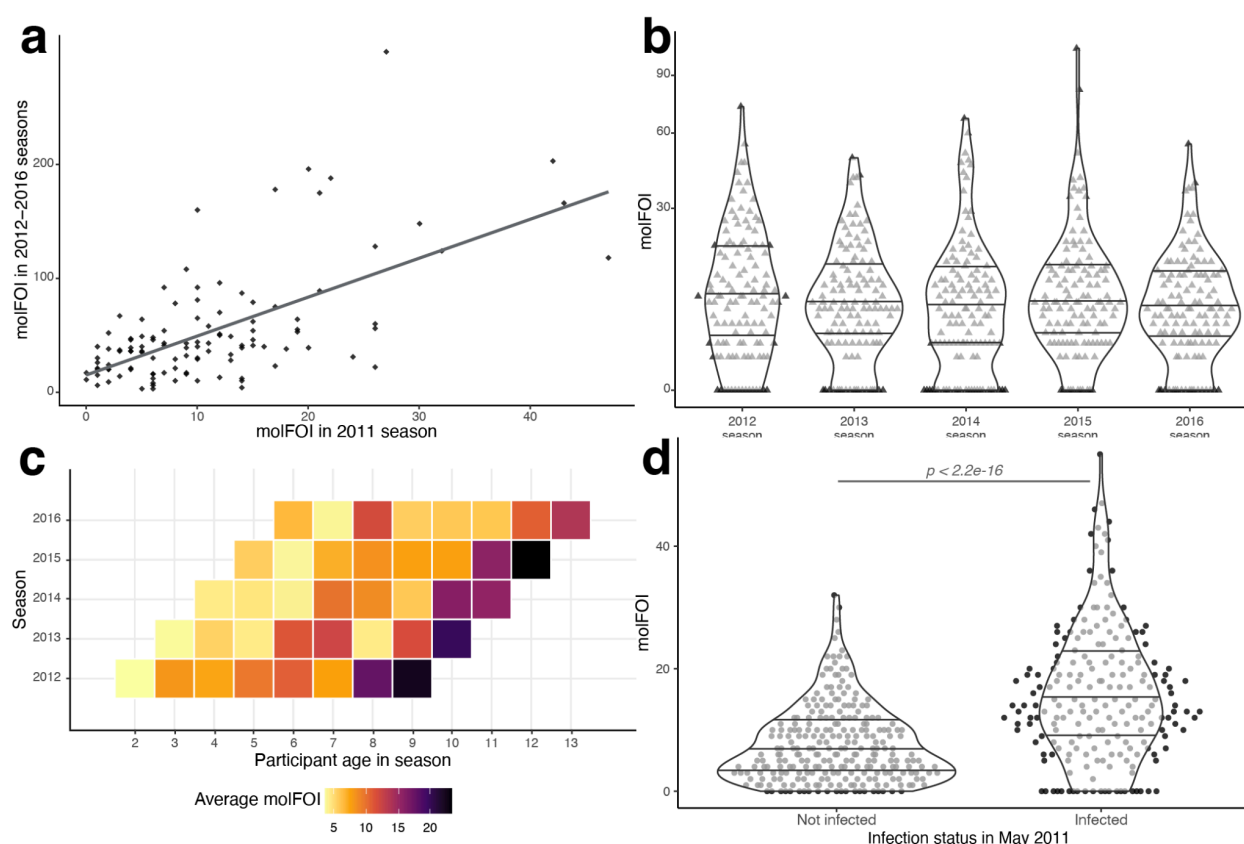 a
molFOI in 2012–2016 seasons
200
100
0
0 10 20 30 40
molFOI in 2011 season
b
molFOI
90
60
30
0
2012 2013 2014 2015 2016
season season season season season
c
Season
2016
2015
2014
2013
2012
2 3 4 5 6 7 8 9 10 11 12 13
Participant age in season
Average molFOI
5 10 15 20
d
p < 2.2e-16
molFOI
40
20
0
Not infected Infected
Infection status in May 2011